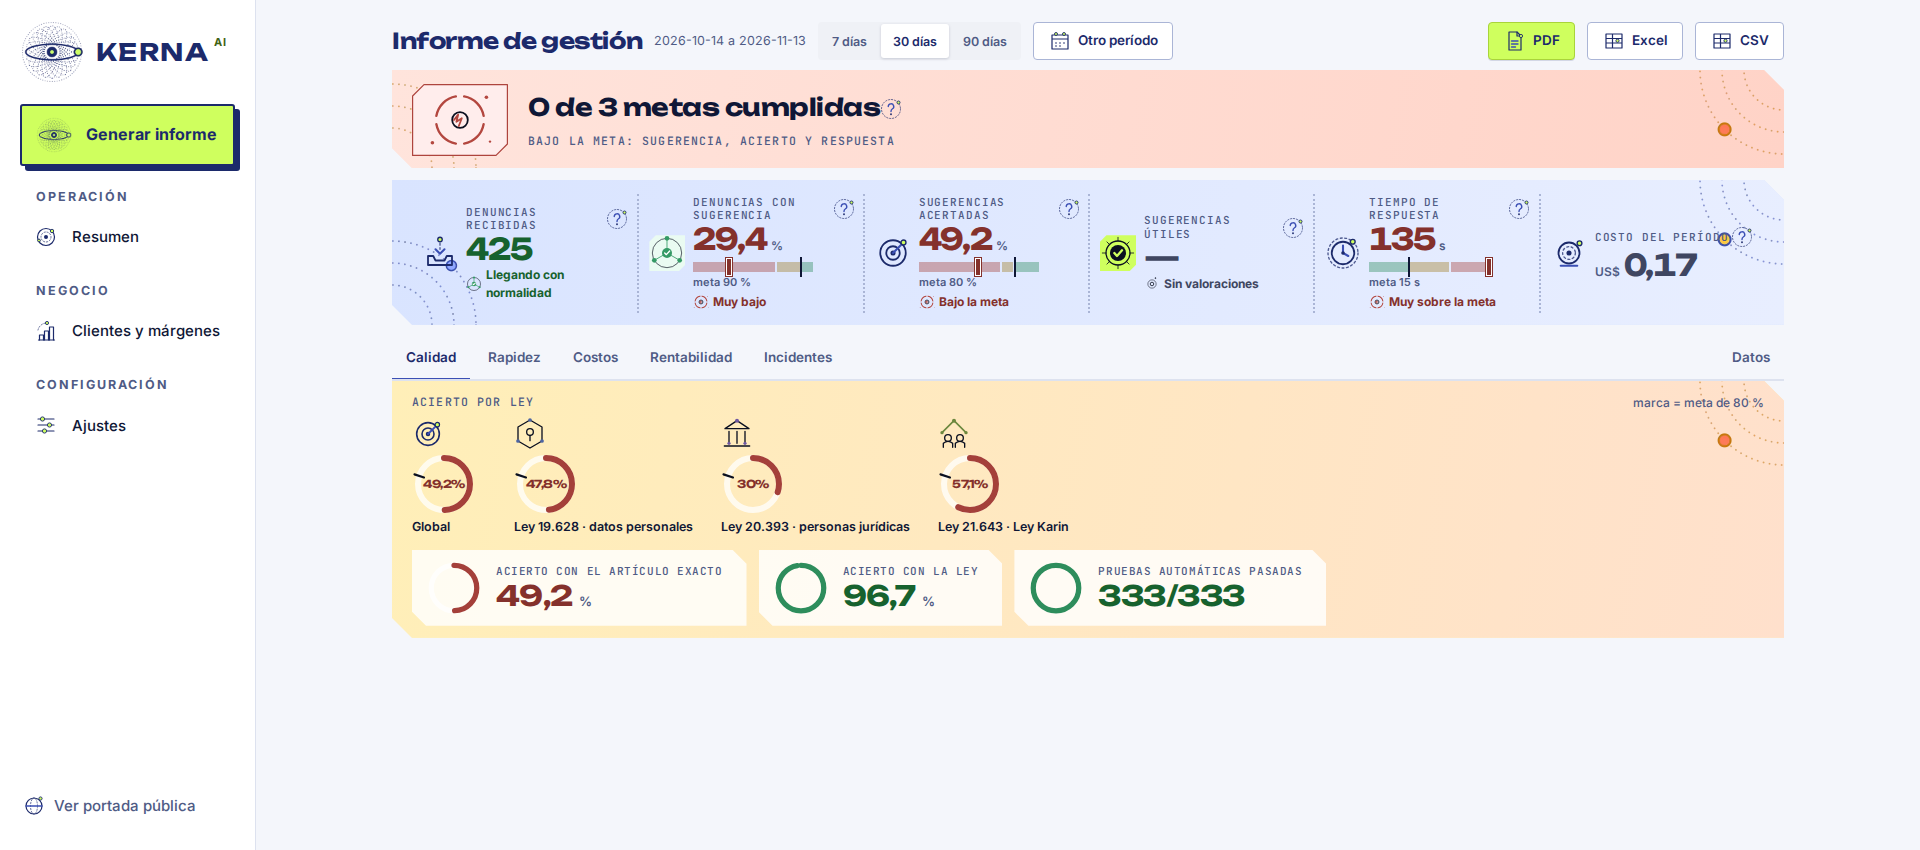 KERNA AI
Generar informe
OPERACIÓN
Resumen
NEGOCIO
Clientes y márgenes
CONFIGURACIÓN
Ajustes
Ver portada pública
Informe de gestión
2026-10-14 a 2026-11-13
7 días
30 días
90 días
Otro período
PDF
Excel
CSV
0 de 3 metas cumplidas
?
BAJO LA META: SUGERENCIA, ACIERTO Y RESPUESTA
DENUNCIAS
RECIBIDAS
?
425
Llegando con
normalidad
DENUNCIAS CON
SUGERENCIA
?
29,4 %
meta 90 %
Muy bajo
SUGERENCIAS
ACERTADAS
?
49,2 %
meta 80 %
Bajo la meta
SUGERENCIAS
ÚTILES
?
—
Sin valoraciones
TIEMPO DE
RESPUESTA
?
135 s
meta 15 s
Muy sobre la meta
COSTO DEL PERÍODO
?
US$ 0,17
Calidad
Rapidez
Costos
Rentabilidad
Incidentes
Datos
ACIERTO POR LEY
marca = meta de 80 %
49,2%
Global
47,8%
Ley 19.628 · datos personales
30%
Ley 20.393 · personas jurídicas
57,1%
Ley 21.643 · Ley Karin
ACIERTO CON EL ARTÍCULO EXACTO
49,2 %
ACIERTO CON LA LEY
96,7 %
PRUEBAS AUTOMÁTICAS PASADAS
333/333